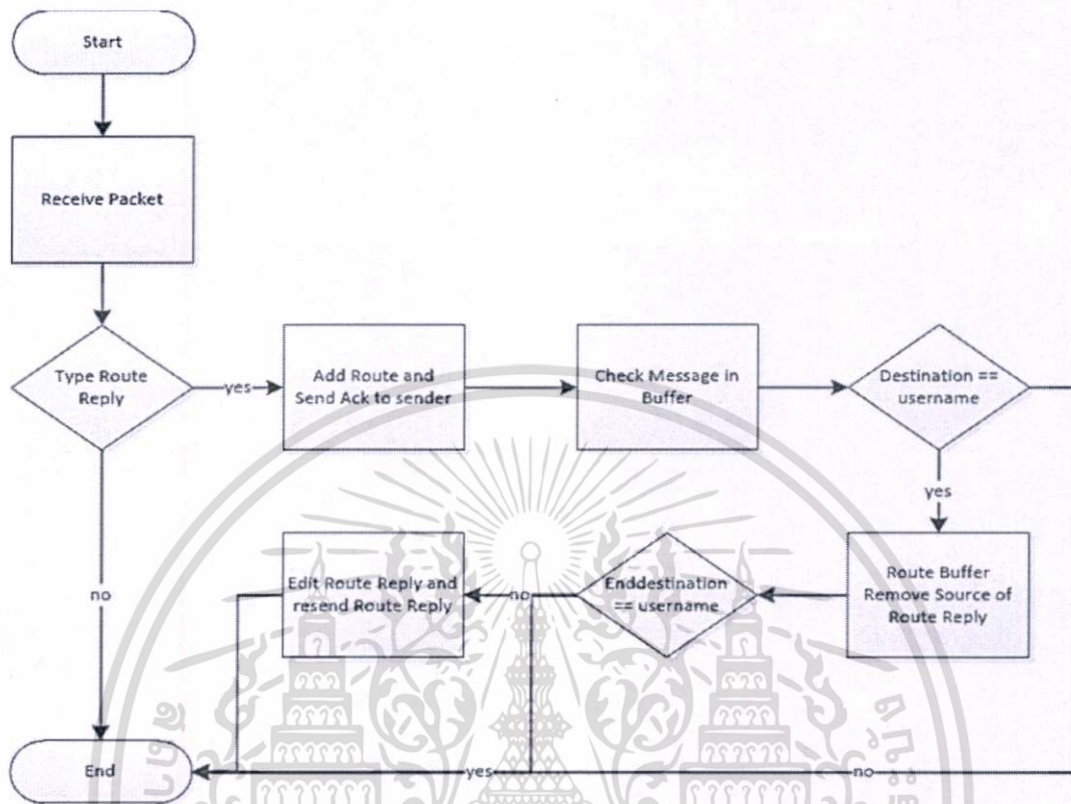 Start
Receive Packet
Type Route
Reply
yes
Add Route and
Send Ack to sender
Check Message in
Buffer
Destination ==
username
yes
Route Buffer
Remove Source of
Route Reply
Enddestination
== username
no
Edit Route Reply and
resend Route Reply
no
End
yes
no